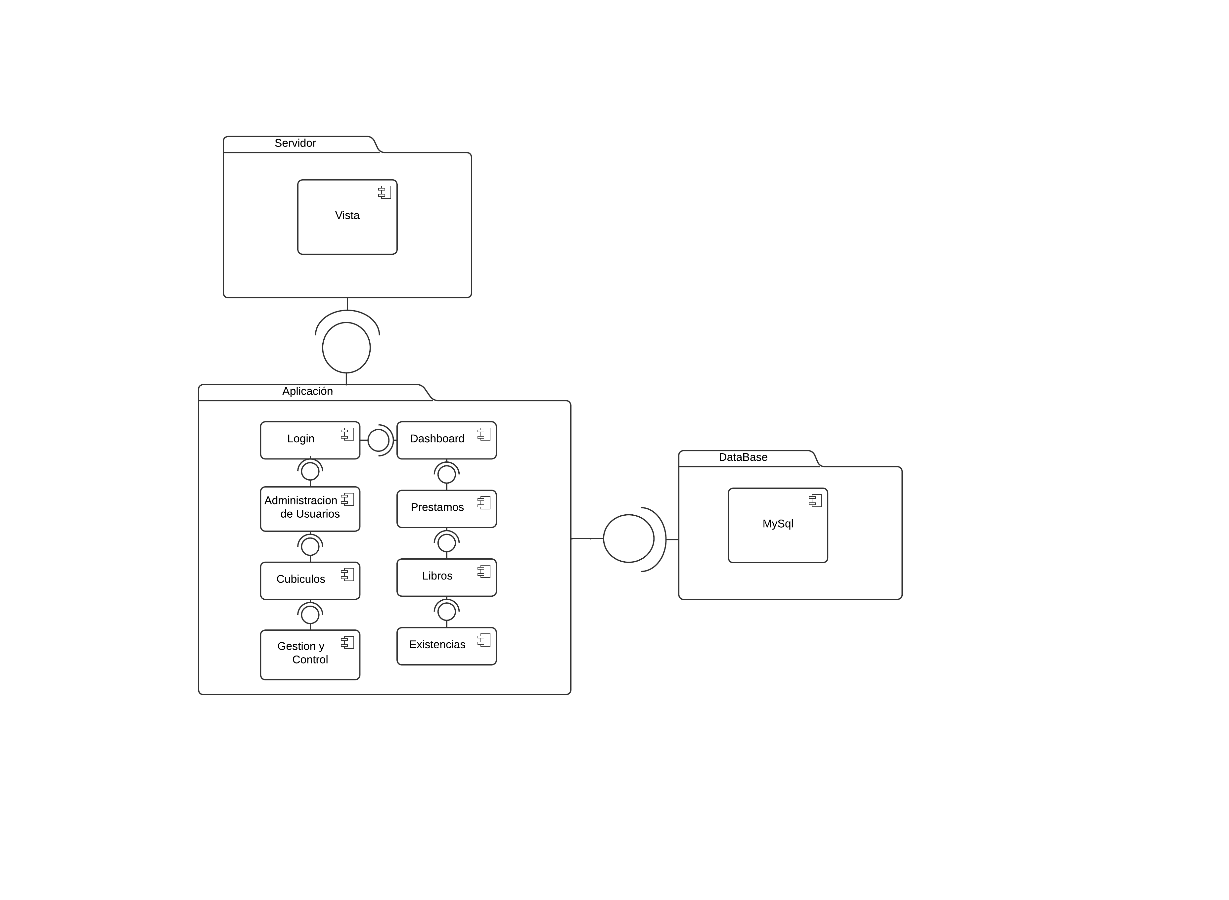 Servidor
Vista
Aplicación
Login
Dashboard
Administracion
de Usuarios
Prestamos
Cubiculos
Libros
Gestion y
Control
Existencias
DataBase
MySql